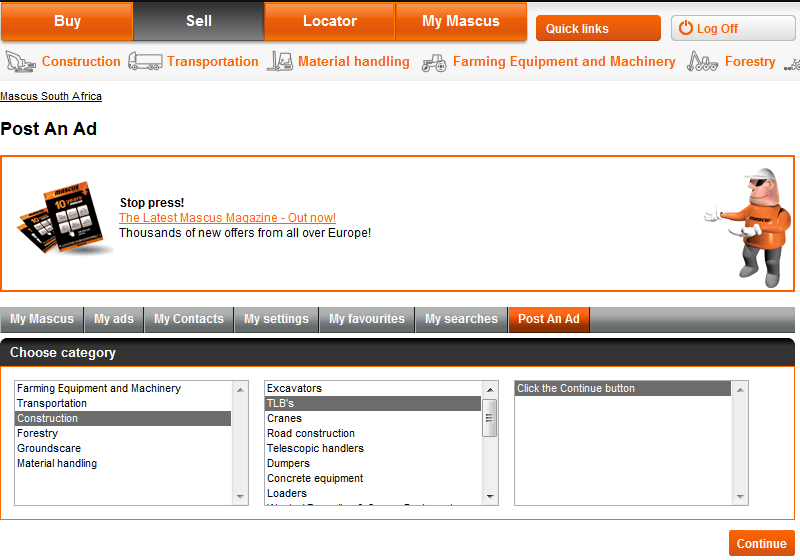 Buy Sell Locator My Mascus Quick links Log Off
Construction Transportation Material handling Farming Equipment and Machinery Forestry
Mascus South Africa
Post An Ad
MASCUS
10 years
Stop press!
The Latest Mascus Magazine - Out now!
Thousands of new offers from all over Europe!
MASCUS
My Mascus My ads My Contacts My settings My favourites My searches Post An Ad
Choose category
Farming Equipment and Machinery
Transportation
Construction
Forestry
Groundscare
Material handling
Excavators
TLB's
Cranes
Road construction
Telescopic handlers
Dumpers
Concrete equipment
Loaders
Click the Continue button
Continue